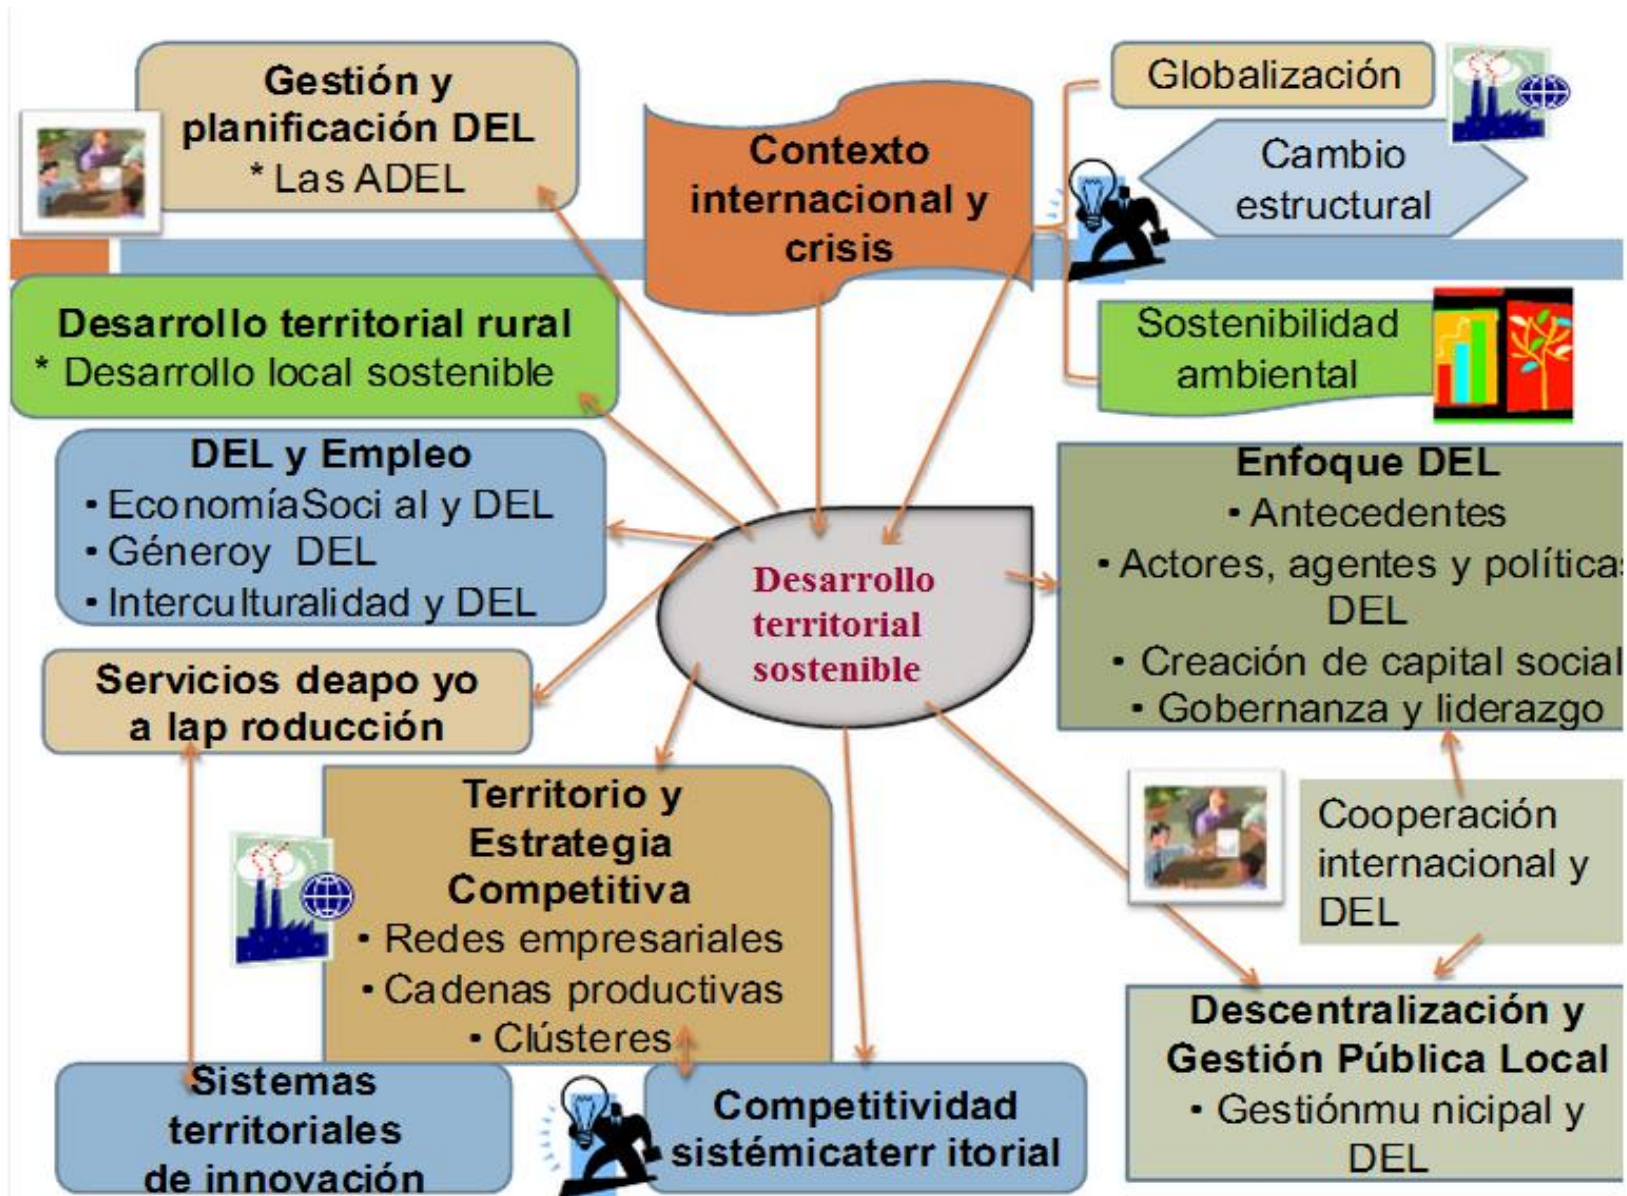 Gestión y
planificación DEL
* Las ADEL
Contexto
internacional y
crisis
Globalización
Cambio
estructural
Sostenibilidad
ambiental
Desarrollo territorial rural
* Desarrollo local sostenible
DEL y Empleo
• EconomíaSoci al y DEL
• Géneroy DEL
• Interculturalidad y DEL
Servicios deapo yo
a lap roducción
Desarrollo
territorial
sostenible
Enfoque DEL
• Antecedentes
• Actores, agentes y políticas
DEL
• Creación de capital social
• Gobernanza y liderazgo
Territorio y
Estrategia
Competitiva
• Redes empresariales
• Cadenas productivas
• Clústeres
Cooperación
internacional y
DEL
Sistemas
territoriales
de innovación
Competitividad
sistémicaterr itorial
Descentralización y
Gestión Pública Local
• Gestiónmu nicipal y
DEL